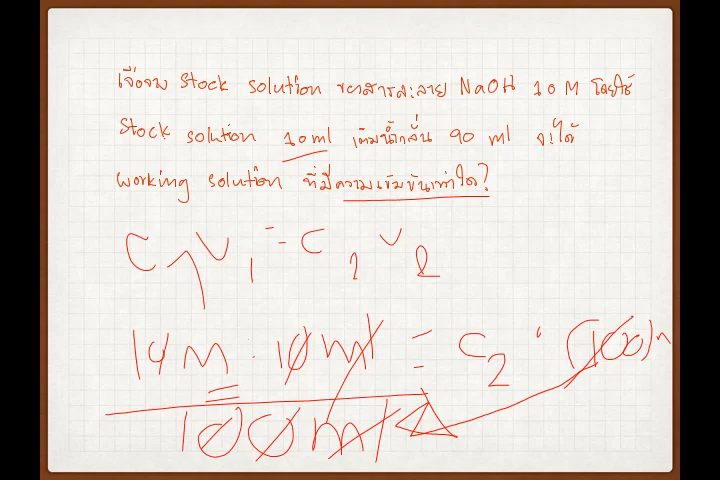 เจือจาง Stock solution ของสารละลาย NaOH 10 M โดยใช้
Stock solution 10 ml เติมน้ำกลั่น 90 ml จะได้
working solution ที่มีความเข้มข้นเท่าใด?
C1V1 = C2V2
10 M · 10 ml = C2 · (100) m
100 ml